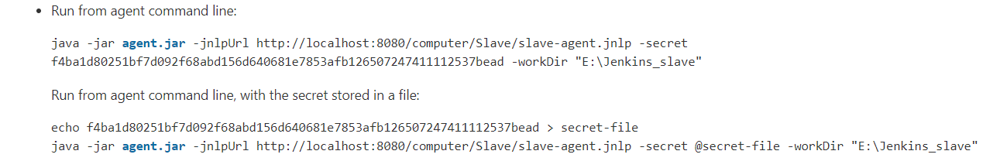 Run from agent command line:
java -jar agent.jar -jnlpUrl http://localhost:8080/computer/Slave/slave-agent.jnlp -secret
f4ba1d80251bf7d092f68abd156d640681e7853afb126507247411112537bead -workDir "E:\Jenkins_slave"
Run from agent command line, with the secret stored in a file:
echo f4ba1d80251bf7d092f68abd156d640681e7853afb126507247411112537bead > secret-file
java -jar agent.jar -jnlpUrl http://localhost:8080/computer/Slave/slave-agent.jnlp -secret @secret-file -workDir "E:\Jenkins_slave"